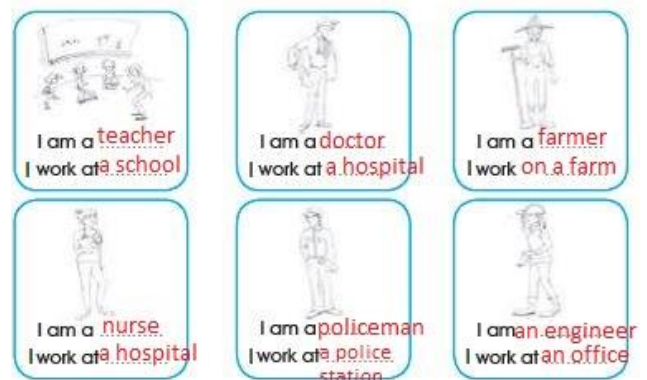 I am a teacher
I work at a school
I am a doctor
I work at a hospital
I am a farmer
I work on a farm
I am a nurse
I work at a hospital
I am a policeman
I work at a police
station
I am an engineer
I work at an office